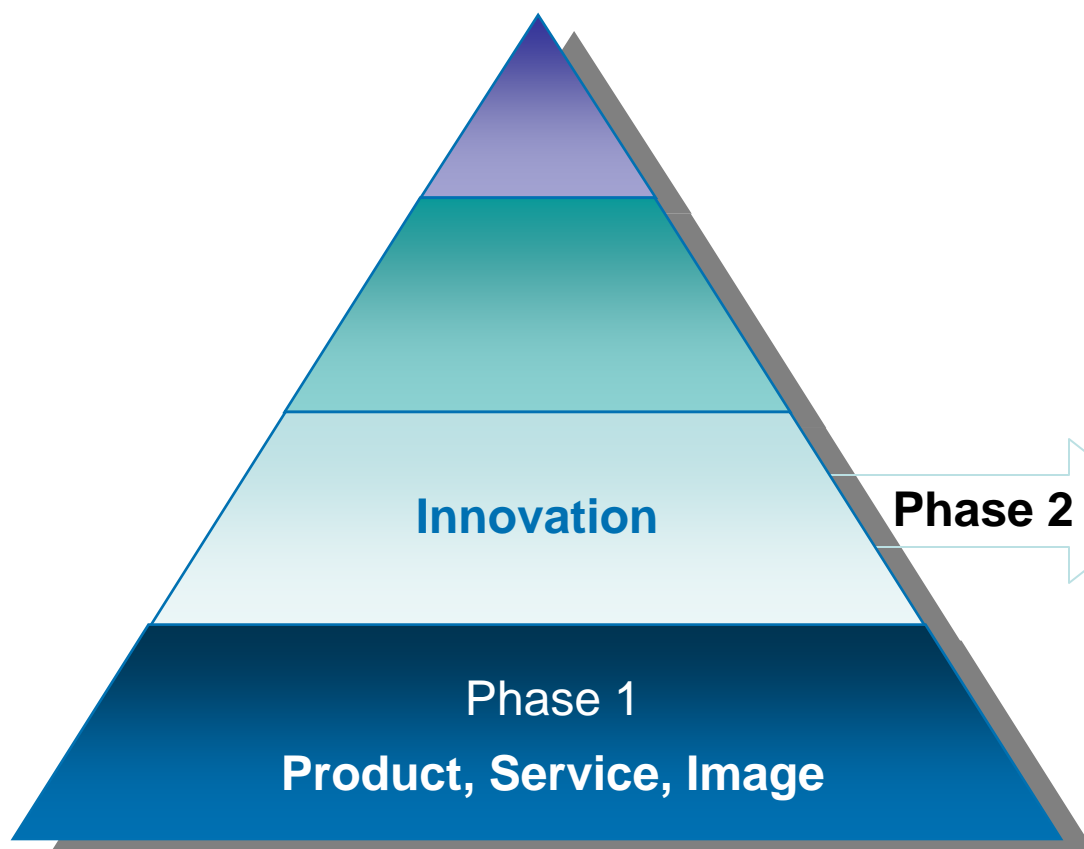 Innovation
Phase 2
Phase 1
Product, Service, Image